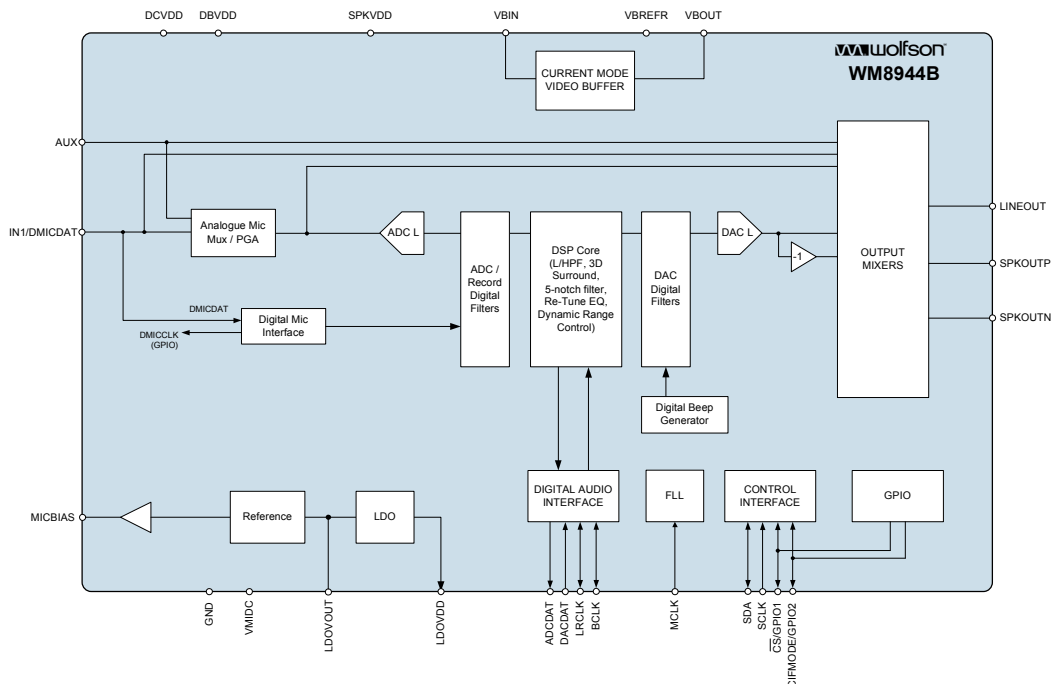 DCVDD
DBVDD
SPKVDD
VBIN
VBREFR
VBOUT
wolfson
WM8944B
CURRENT MODE
VIDEO BUFFER
AUX
IN1/DMICDAT
Analogue Mic
Mux / PGA
ADC L
ADC /
Record
Digital
Filters
DSP Core
(L/HPF, 3D
Surround,
5-notch filter,
Re-Tune EQ,
Dynamic Range
Control)
DAC
Digital
Filters
DAC L
-1
OUTPUT
MIXERS
LINEOUT
SPKOUTP
SPKOUTN
DMICDAT
DMICCLK
(GPIO)
Digital Mic
Interface
Digital Beep
Generator
MICBIAS
Reference
LDO
DIGITAL AUDIO
INTERFACE
FLL
CONTROL
INTERFACE
GPIO
GND
VMIDC
LDOVOUT
LDOVDD
ADCDAT
DACDAT
LRCLK
BCLK
MCLK
SDA
SCLK
CS/GPIO1
CIFMODE/GPIO2